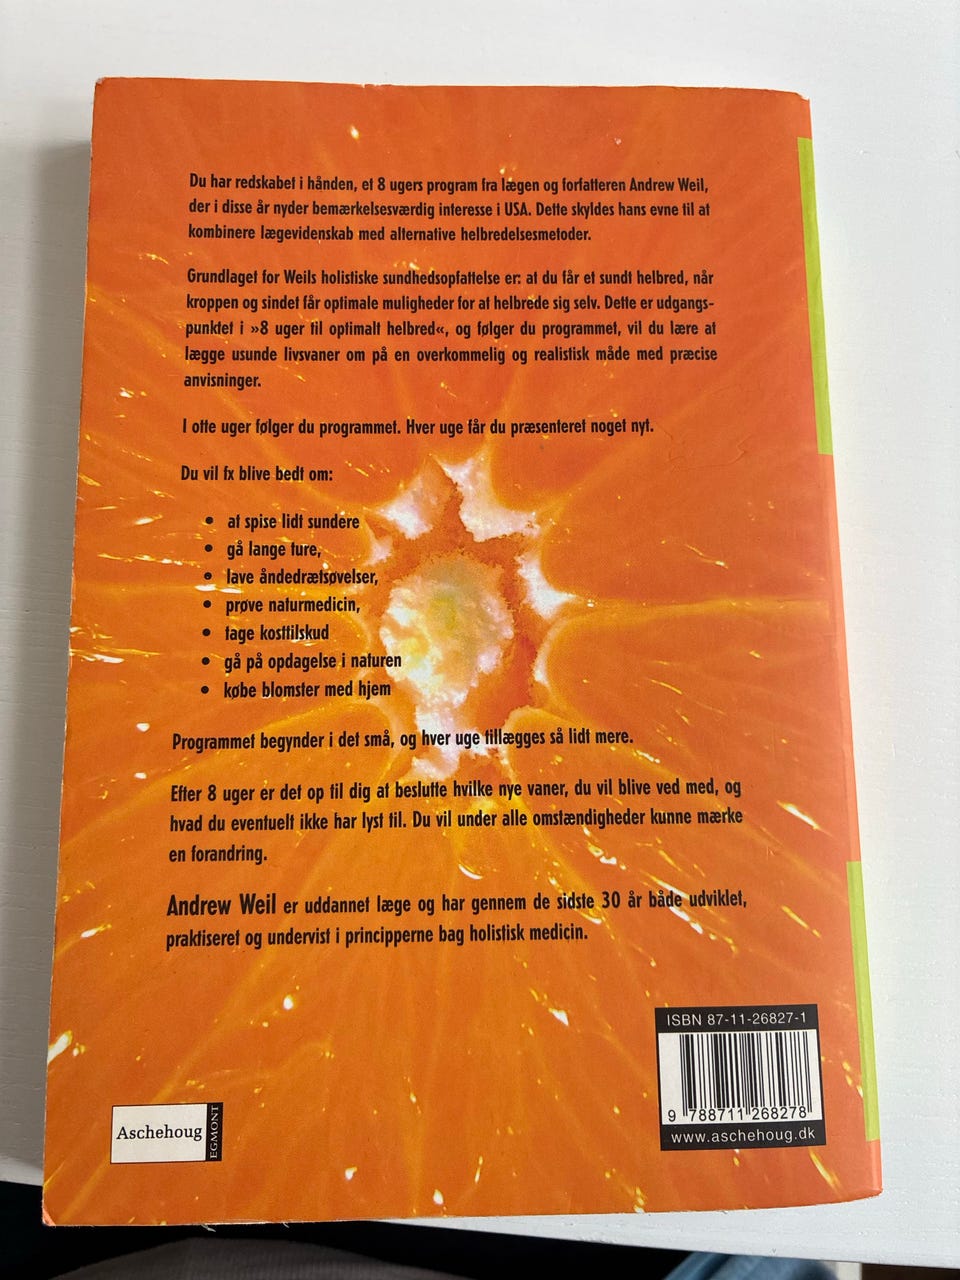 Du har redskabet i hånden, et 8 ugers program fra lægen og forfatteren Andrew Weil,
der i disse år nyder bemærkelsesværdig interesse i USA. Dette skyldes hans evne til at
kombinere lægevidenskab med alternative helbredelsesmetoder.
Grundlaget for Weils holistiske sundhedsopfattelse er: at du får et sundt helbred, når
kroppen og sindet får optimale muligheder for at helbrede sig selv. Dette er udgangs-
punktet i »8 uger til optimalt helbred«, og følger du programmet, vil du lære at
lægge usunde livsvaner om på en overkommelig og realistisk måde med præcise
anvisninger.
I otte uger følger du programmet. Hver uge får du præsenteret noget nyt.
Du vil fx blive bedt om:
• at spise lidt sundere
• gå lange ture,
• lave åndedrætsøvelser,
• prøve naturmedicin,
• tage kosttilskud
• gå på opdagelse i naturen
• købe blomster med hjem
Programmet begynder i det små, og hver uge tillægges så lidt mere.
Efter 8 uger er det op til dig at beslutte hvilke nye vaner, du vil blive ved med, og
hvad du eventuelt ikke har lyst til. Du vil under alle omstændigheder kunne mærke
en forandring.
Andrew Weil er uddannet læge og har gennem de sidste 30 år både udviklet,
praktiseret og undervist i principperne bag holistisk medicin.
ISBN 87-11-26827-1
9 788711 268278
www.aschehoug.dk
Aschehoug
EGMONT